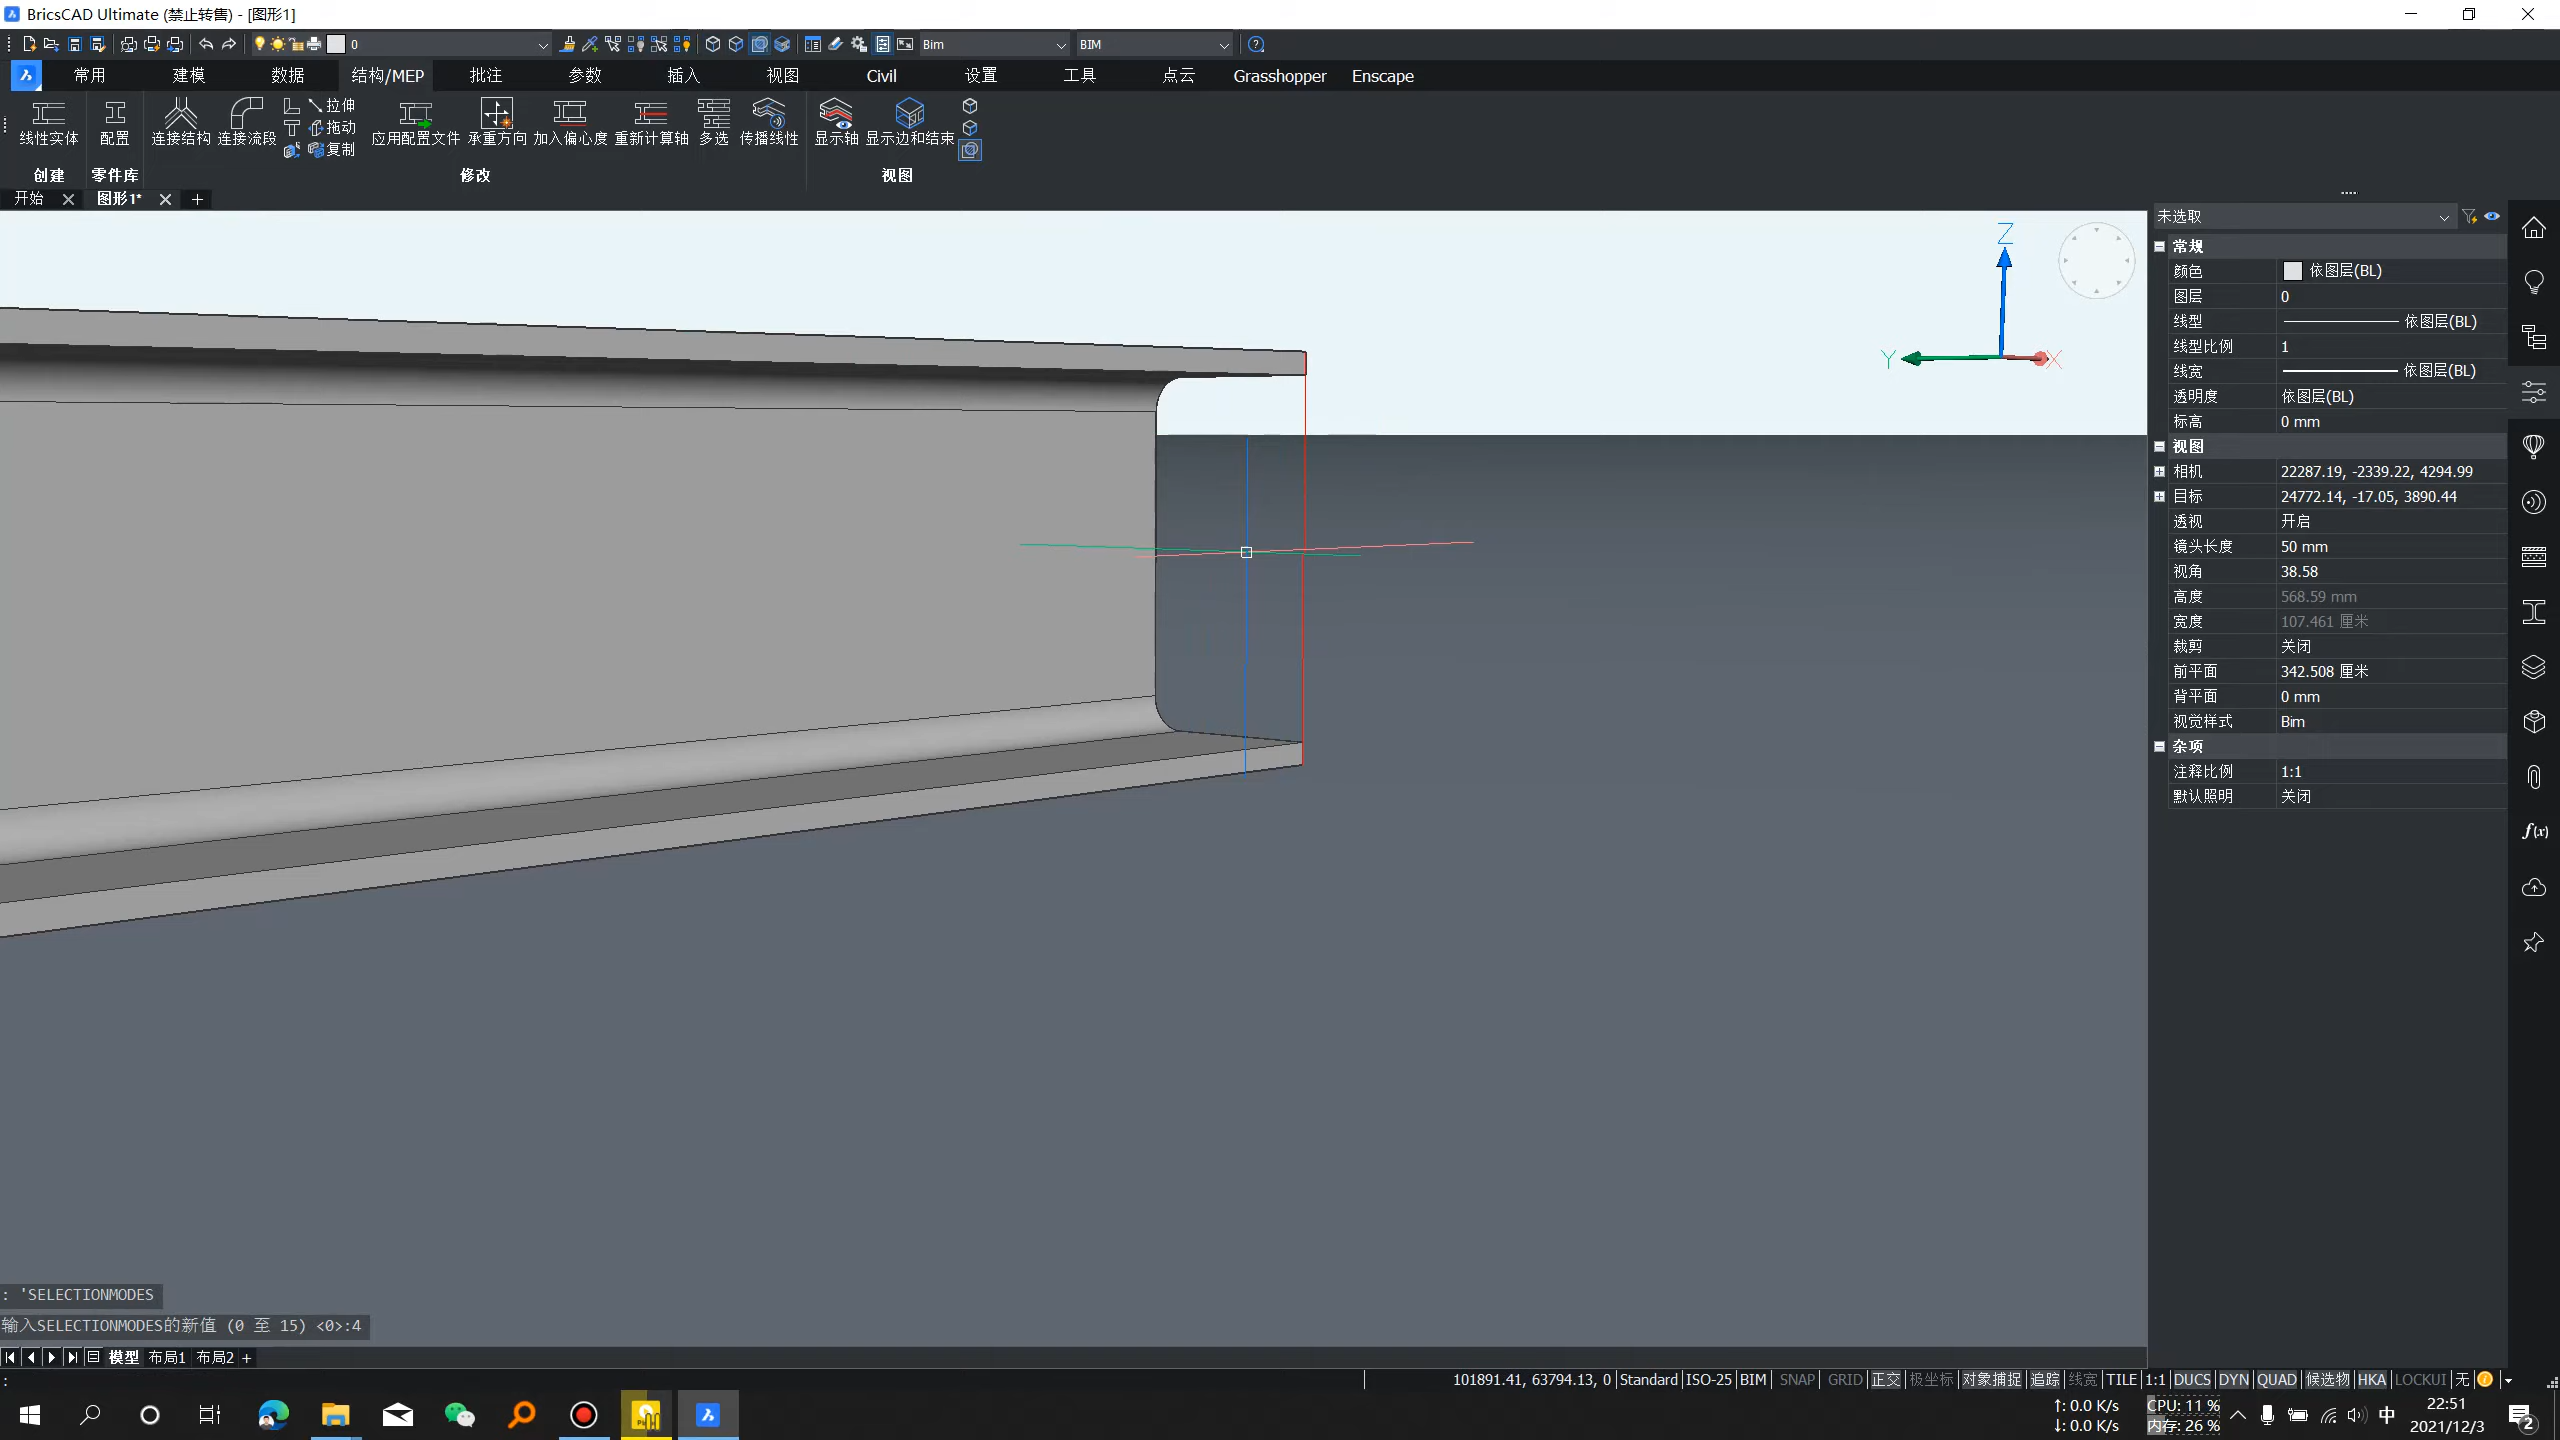 BricsCAD Ultimate (禁止转售) - [图形1]
0
Bim
BIM
常用
建模
数据
结构/MEP
批注
参数
插入
视图
Civil
设置
工具
点云
Grasshopper
Enscape
线性实体
配置
连接结构
连接流段
拉伸
拖动
复制
应用配置文件
承重方向
加入偏心度
重新计算轴
多选
传播线性
显示轴
显示边和结束
创建
零件库
修改
视图
开始
图形1*
Z
Y
X
未选取
常规
颜色 依图层(BL)
图层 0
线型 依图层(BL)
线型比例 1
线宽 依图层(BL)
透明度 依图层(BL)
标高 0 mm
视图
相机 22287.19, -2339.22, 4294.99
目标 24772.14, -17.05, 3890.44
透视 开启
镜头长度 50 mm
视角 38.58
高度 568.59 mm
宽度 107.461 厘米
裁剪 关闭
前平面 342.508 厘米
背平面 0 mm
视觉样式 Bim
杂项
注释比例 1:1
默认照明 关闭
f(x)
: 'SELECTIONMODES
输入SELECTIONMODES的新值 (0 至 15) <0>:4
模型 布局1 布局2 +
:
101891.41, 63794.13, 0 Standard ISO-25 BIM SNAP GRID 正交 极坐标 对象捕捉 追踪 线宽 TILE 1:1 DUCS DYN QUAD 候选物 HKA LOCKUI 无
↑: 0.0 K/s
↓: 0.0 K/s
CPU: 11 %
内存: 26 %
中
22:51
2021/12/3
2